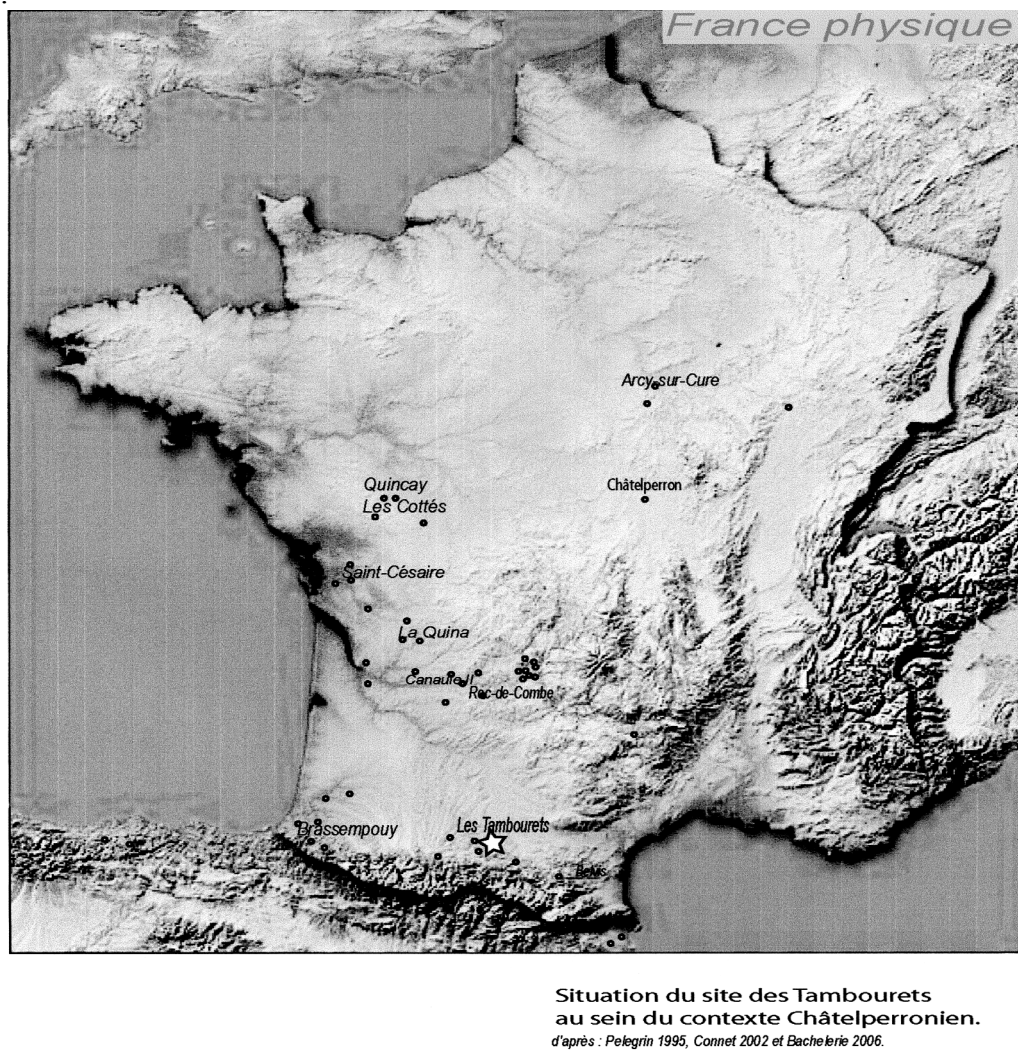 France physique
Arcy-sur-Cure
Quincay
Châtelperron
Les Cottés
Saint-Césaire
La Quina
Canaule II
Roc-de-Combe
Les Tambourets
Brassempouy
Belvis
Situation du site des Tambourets
au sein du contexte Châtelperronien.
d'après : Pelegrin 1995, Connet 2002 et Bachelerie 2006.